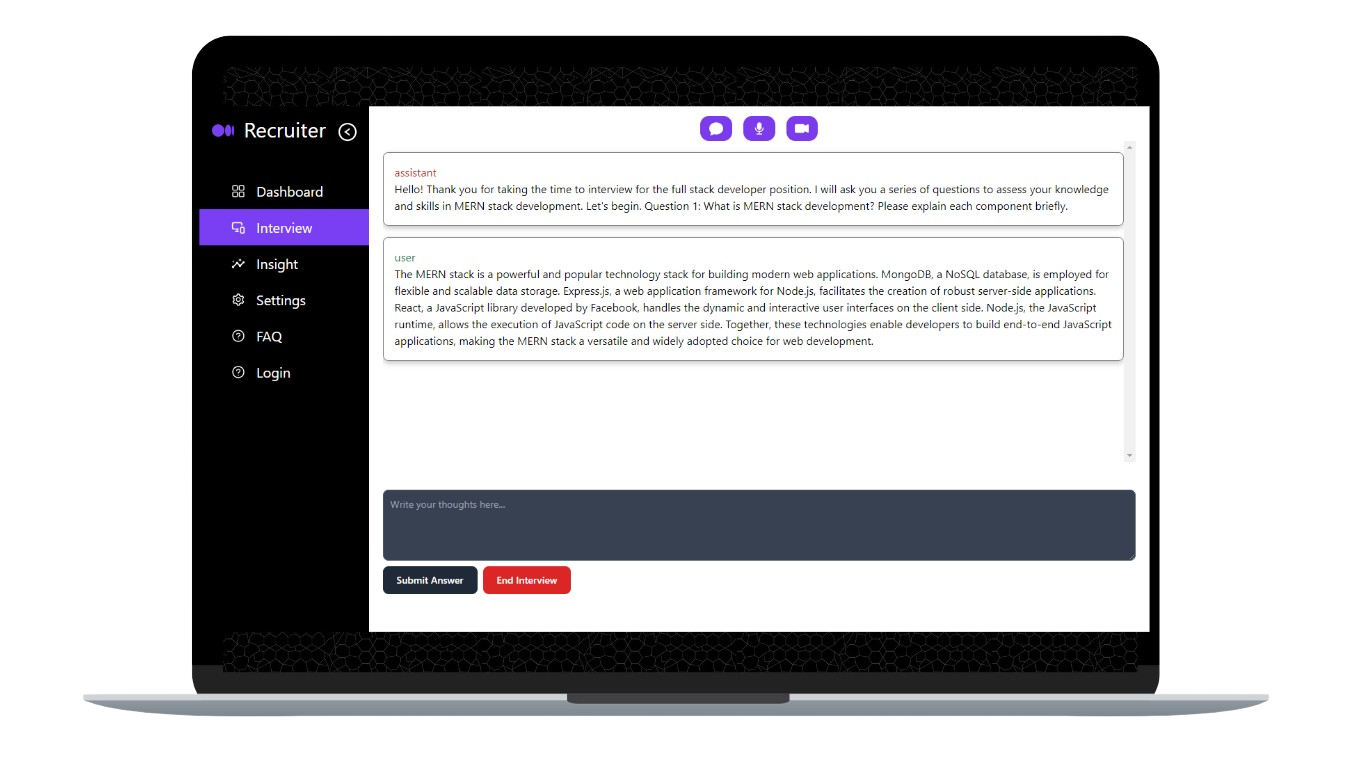 Recruiter
Dashboard
Interview
Insight
Settings
FAQ
Login
assistant
Hello! Thank you for taking the time to interview for the full stack developer position. I will ask you a series of questions to assess your knowledge
and skills in MERN stack development. Let's begin. Question 1: What is MERN stack development? Please explain each component briefly.
user
The MERN stack is a powerful and popular technology stack for building modern web applications. MongoDB, a NoSQL database, is employed for
flexible and scalable data storage. Express.js, a web application framework for Node.js, facilitates the creation of robust server-side applications.
React, a JavaScript library developed by Facebook, handles the dynamic and interactive user interfaces on the client side. Node.js, the JavaScript
runtime, allows the execution of JavaScript code on the server side. Together, these technologies enable developers to build end-to-end JavaScript
applications, making the MERN stack a versatile and widely adopted choice for web development.
Write your thoughts here...
Submit Answer
End Interview